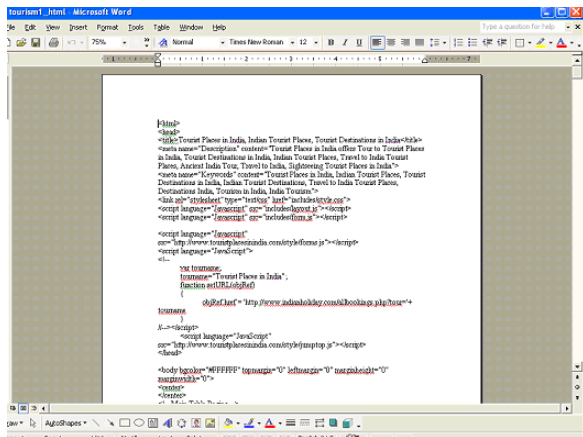 tourism1_html - Microsoft Word
File Edit View Insert Format Tools Table Window Help Type a question for help
75% Normal Times New Roman 12 B I U
<html>
<head>
<title>Tourist Places in India, Indian Tourist Places, Tourist Destinations in India</title>
<meta name="Description" content="Tourist Places in India offers Tour to Tourist Places
in India, Tourist Destinations in India, Indian Tourist Places, Travel to India Tourist
Places, Ancient India Tour, Travel to India, Sightseeing Tourist Places in India">
<meta name="Keywords" content="Tourist Places in India, Indian Tourist Places, Tourist
Destinations in India, Indian Tourist Destinations, Travel to India Tourist Places,
Destinations India, Tourism in India, India Tourism">
<link rel="stylesheet" type="text/css" href="includes/style.css">
<script language="Javascript" src="includes/layout.js"></script>
<script language="Javascript" src="includes/form.js"></script>
<script language="Javascript"
src="http://www.touristplacesinindia.com/style/forms.js"></script>
<script language="JavaScript">
<!--
var tourname;
tourname="Tourist Places in India" ;
function setURL(objRef)
{
objRef.href = 'http://www.indianholiday.com/allbookings.php?tour='+
tourname
}
//--></script>
<script language="JavaScript"
src="http://www.touristplacesinindia.com/style/jumptop.js"></script>
</head>
<body bgcolor="#FFFFFF" topmargin="0" leftmargin="0" marginheight="0"
marginwidth="0">
<center>
</center>
AutoShapes